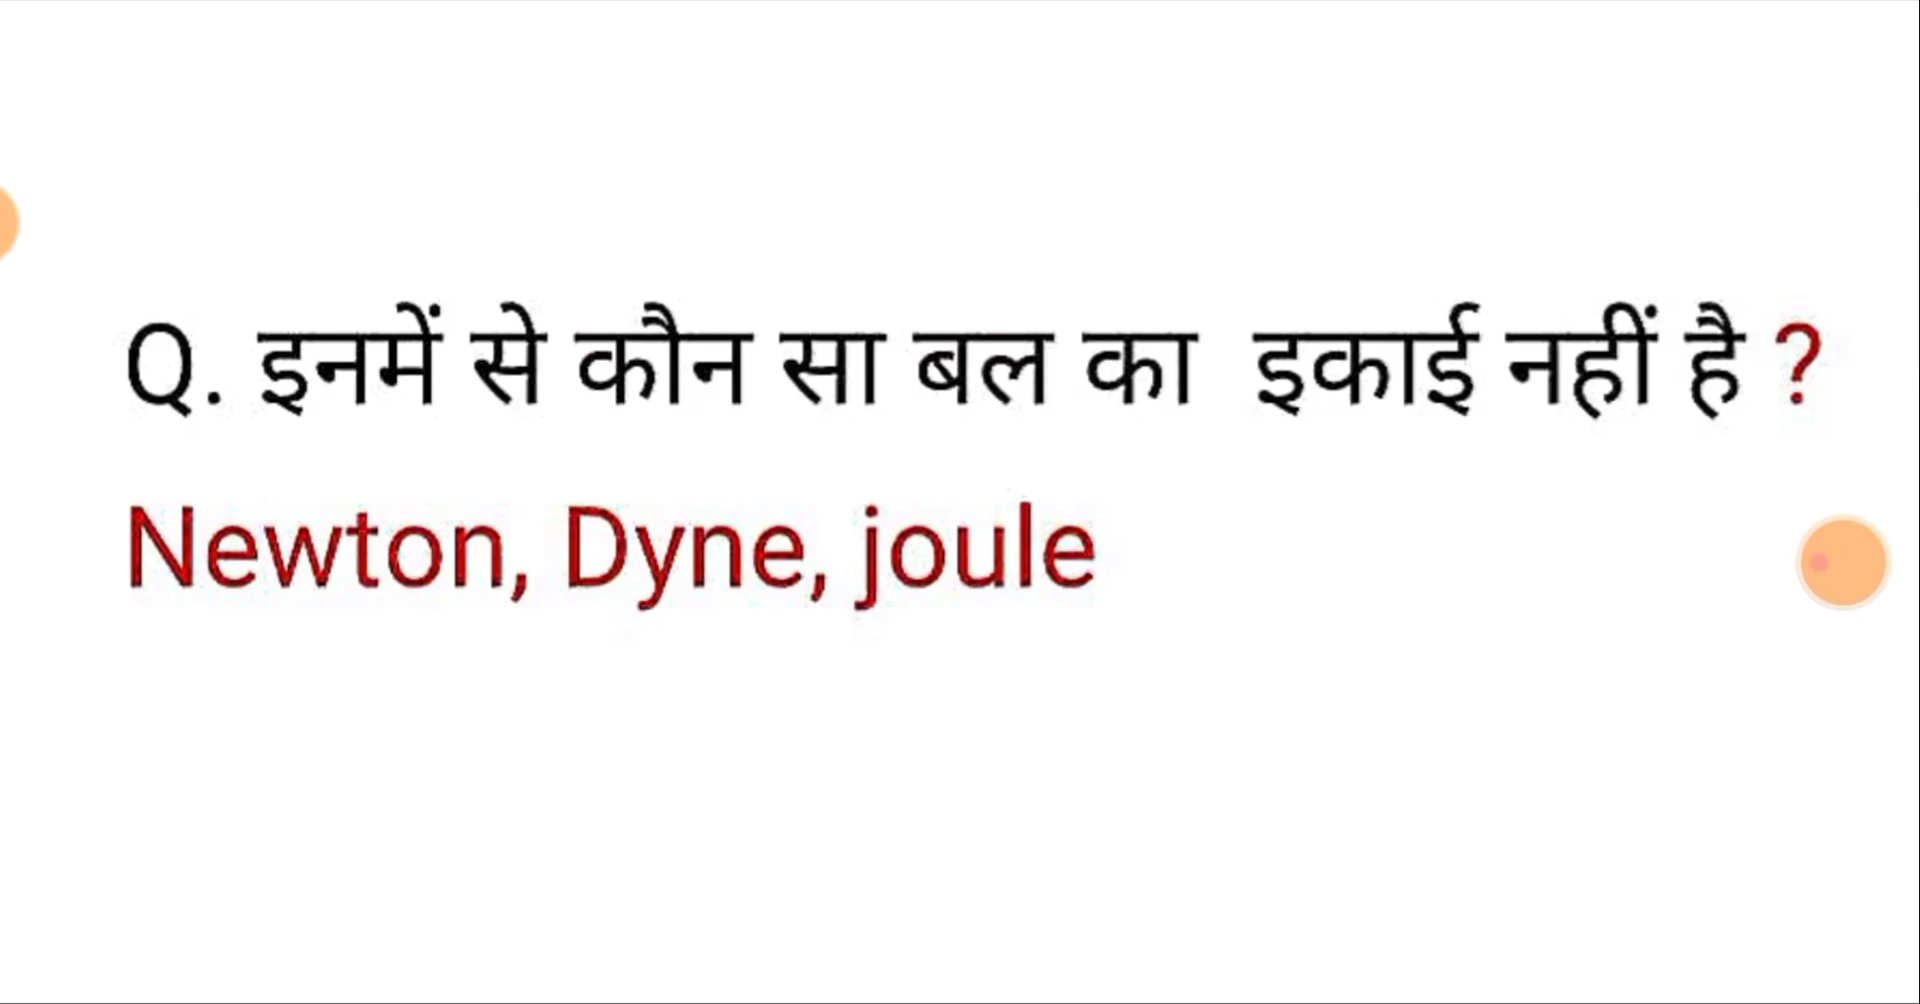 Q. इनमें से कौन सा बल का इकाई नहीं है ?
Newton, Dyne, joule